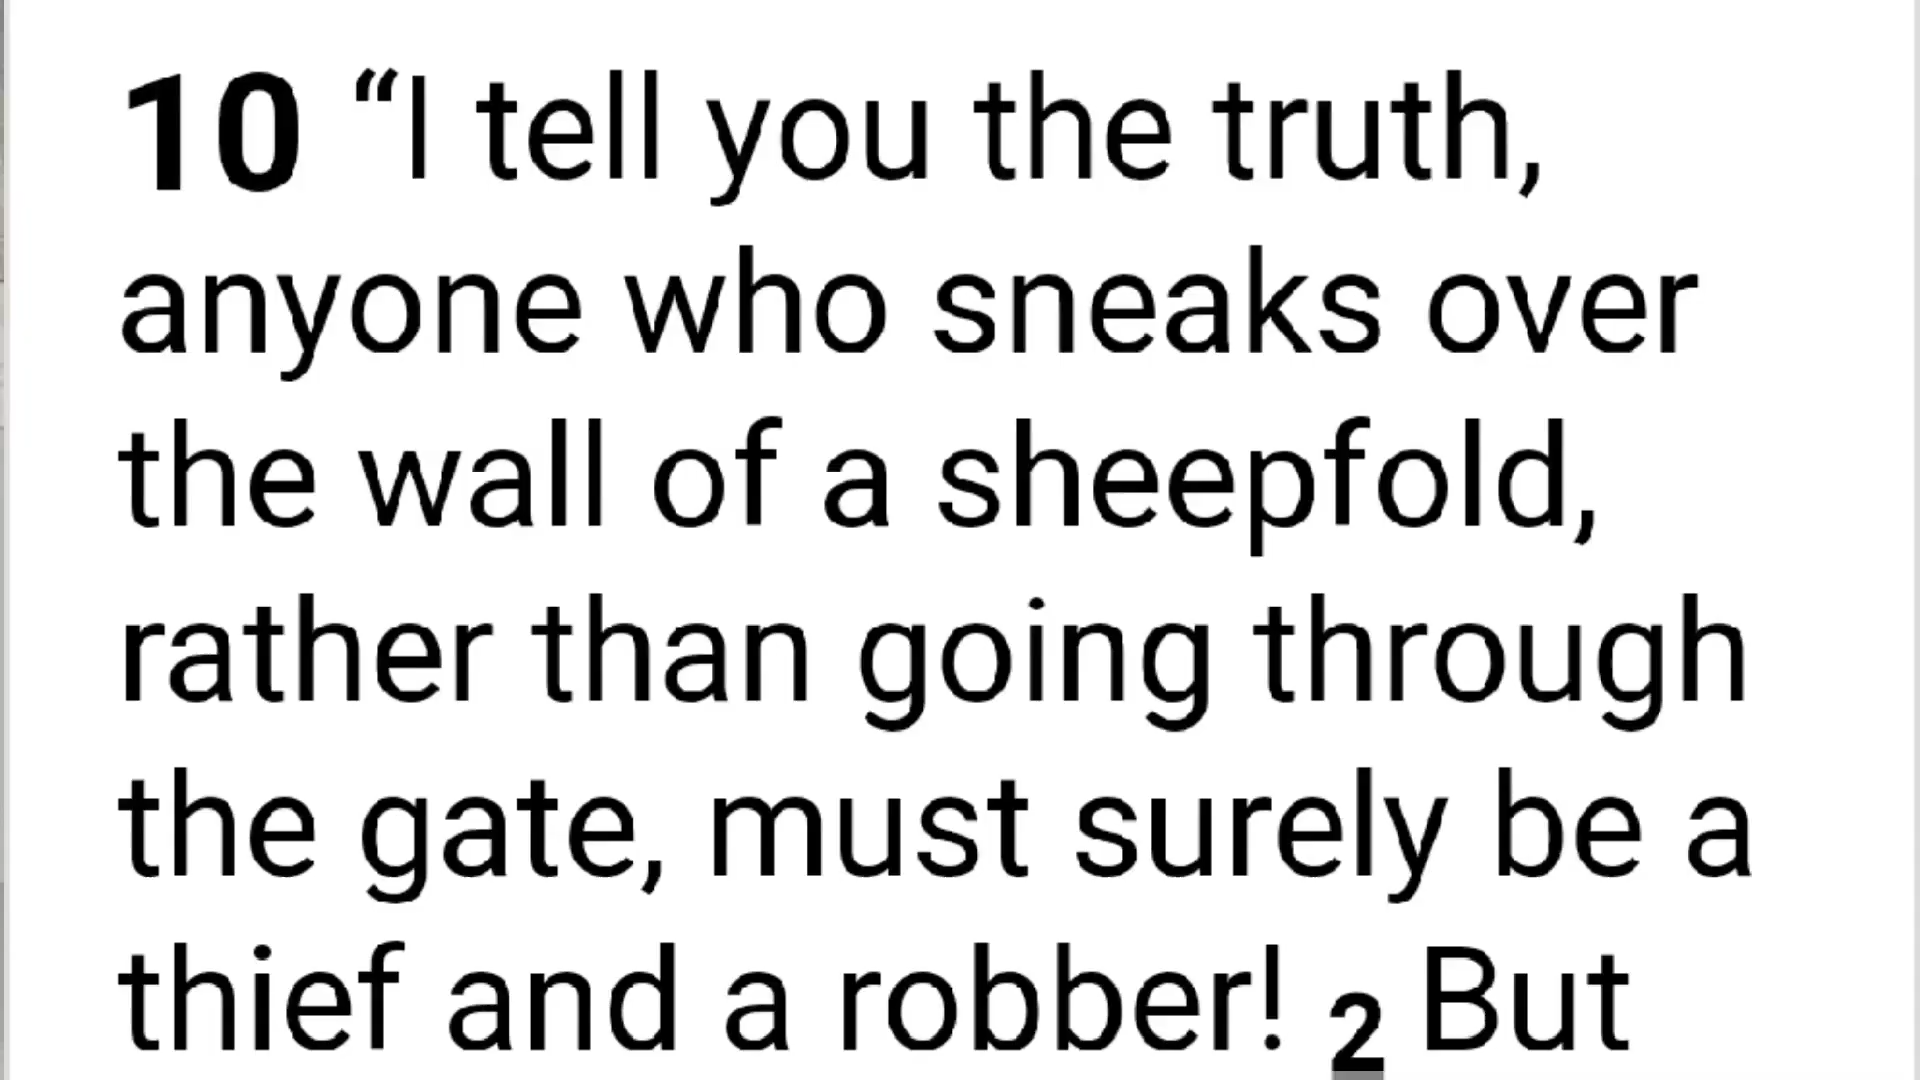 10 “I tell you the truth,
anyone who sneaks over
the wall of a sheepfold,
rather than going through
the gate, must surely be a
thief and a robber! 2 But